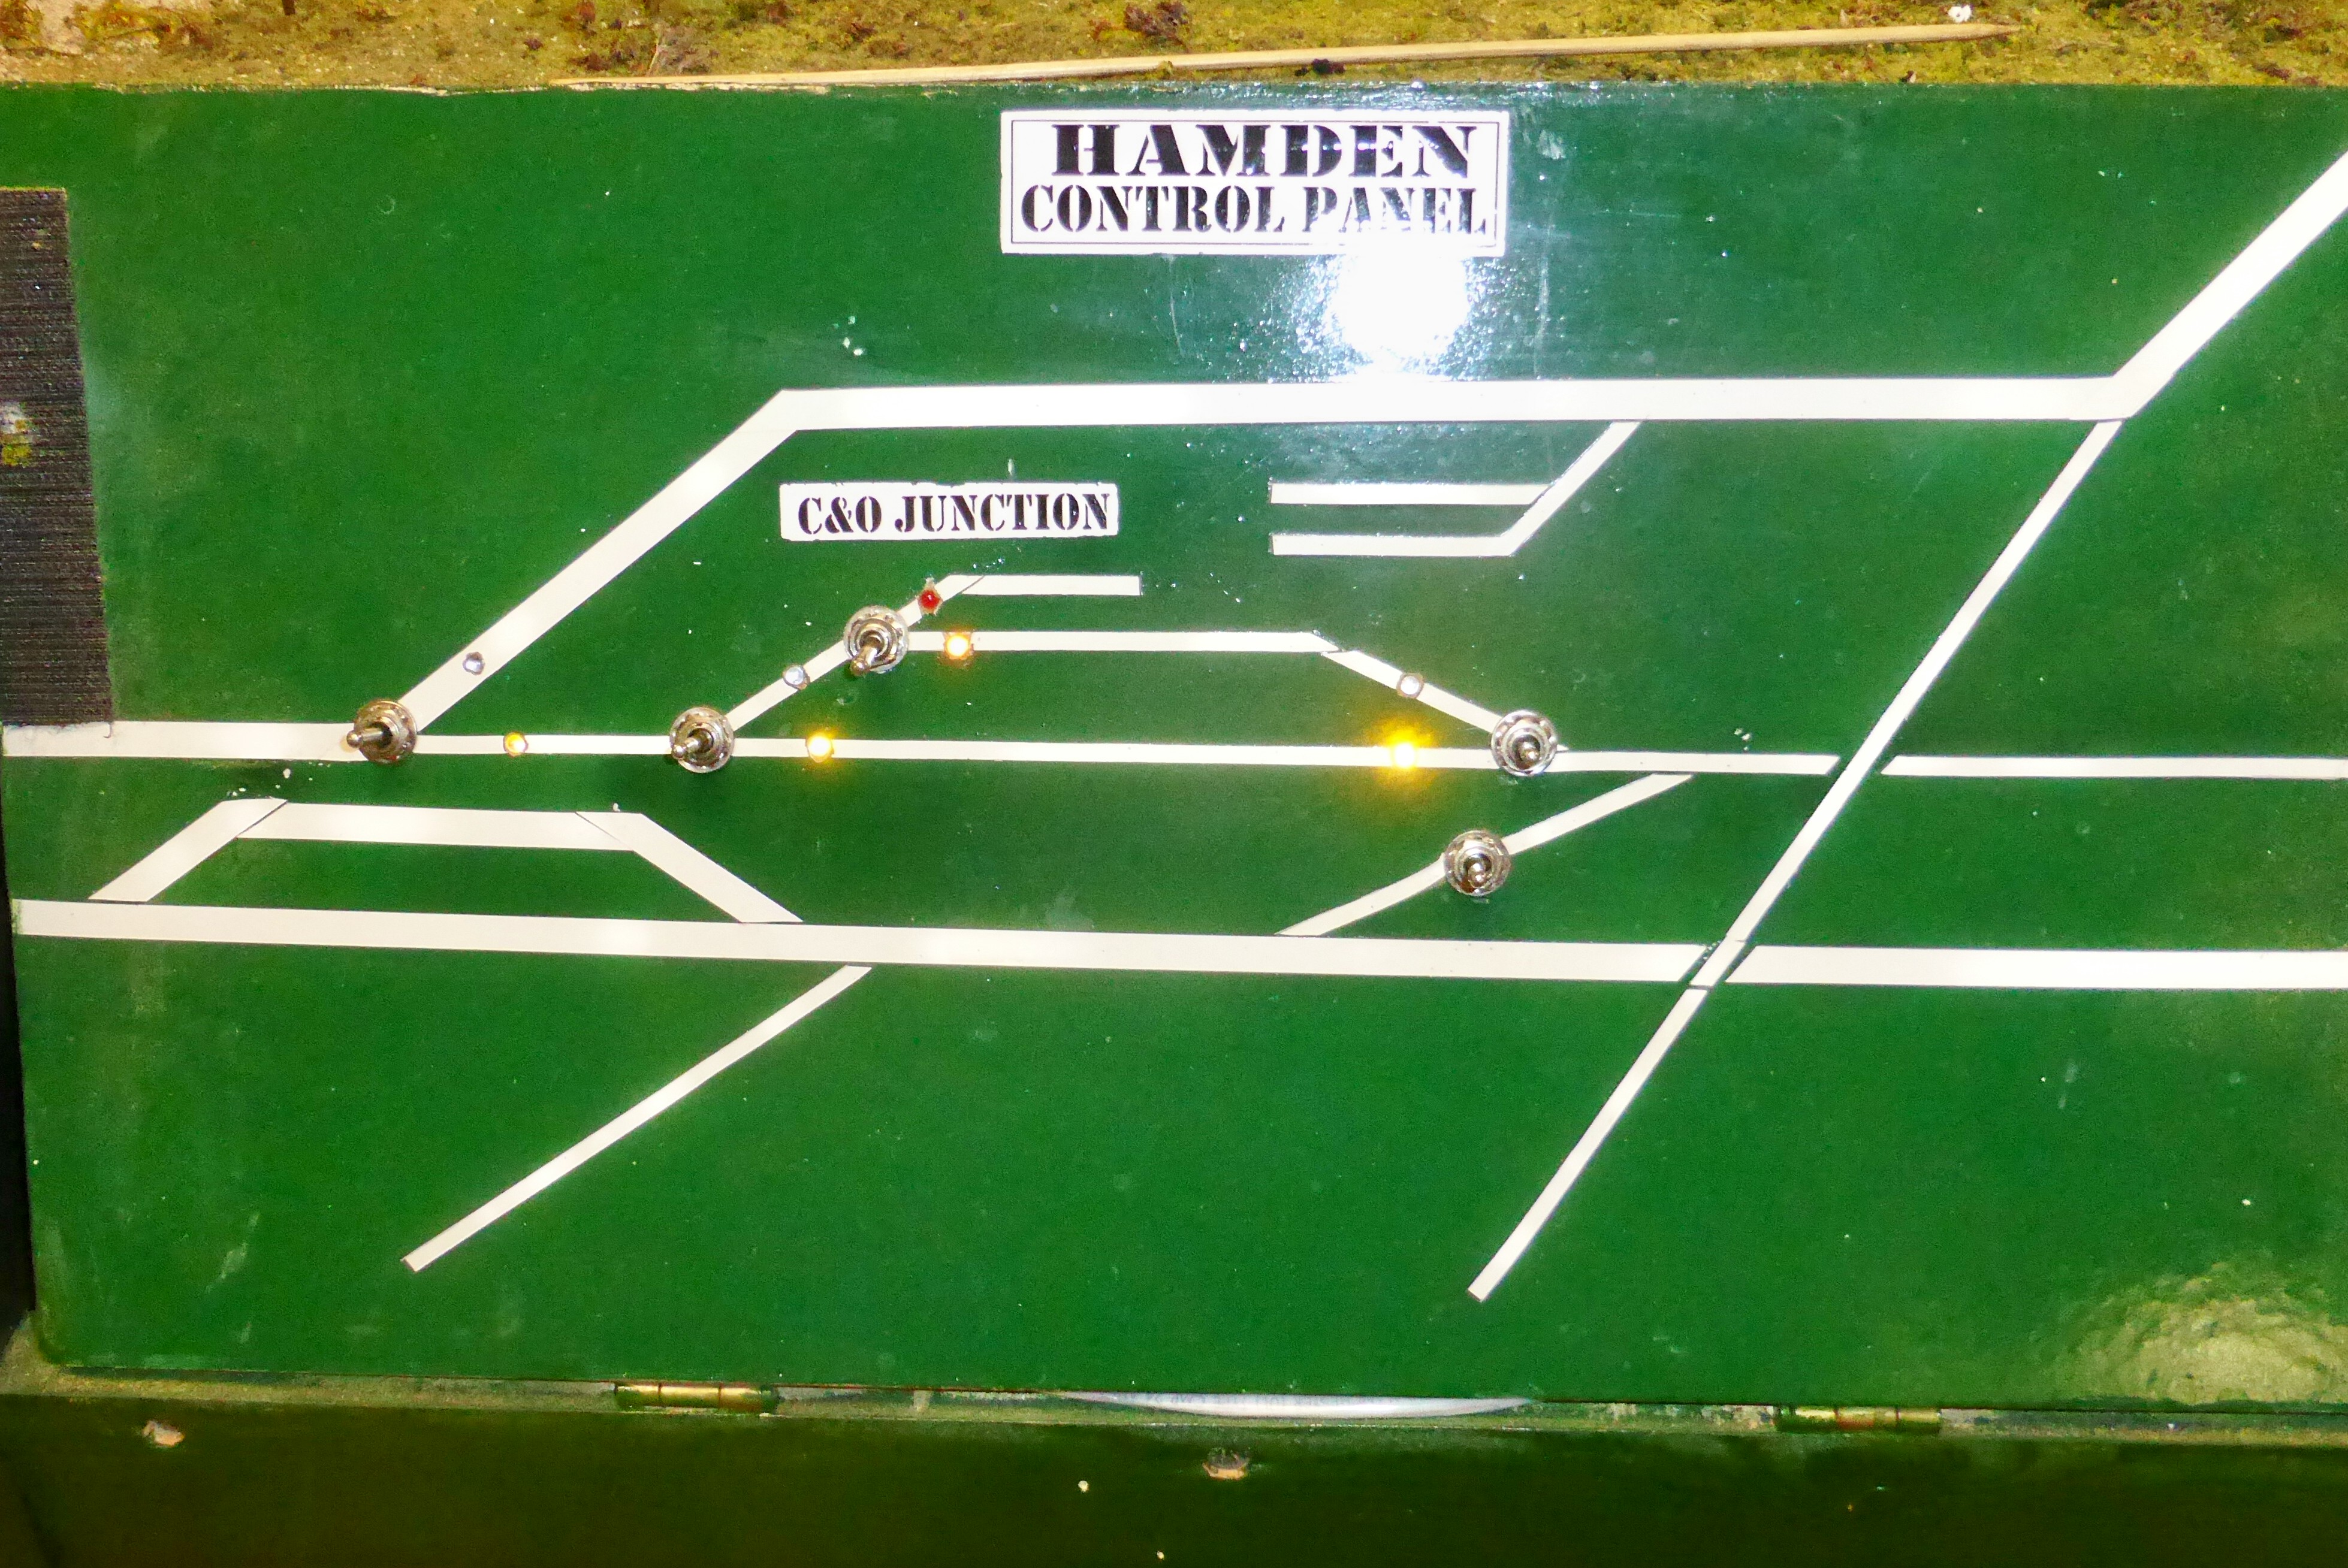 HAMDEN
CONTROL PANEL
C&O JUNCTION